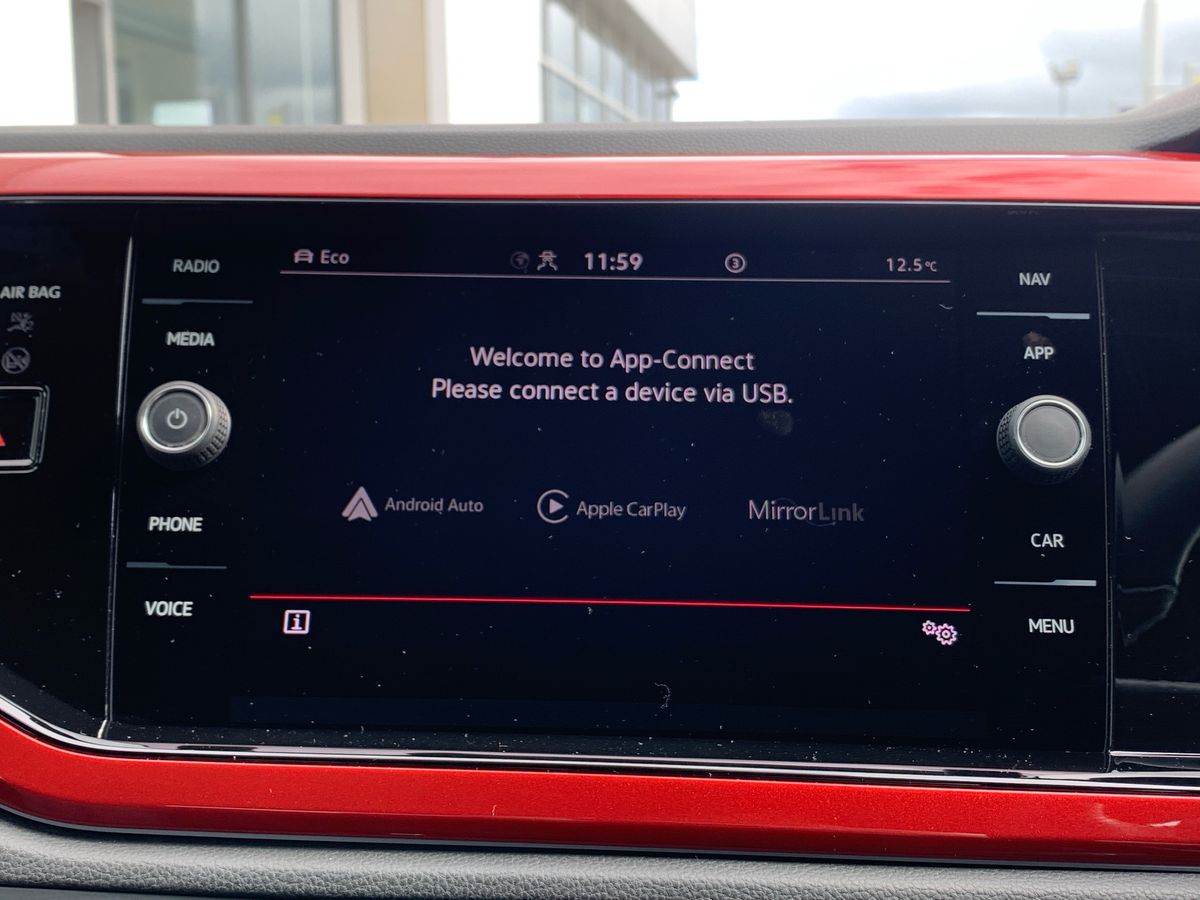 RADIO
Eco
11:59
3
12.5°C
NAV
AIR BAG
MEDIA
APP
Welcome to App-Connect
Please connect a device via USB.
Android Auto
Apple CarPlay
MirrorLink
PHONE
CAR
VOICE
i
MENU